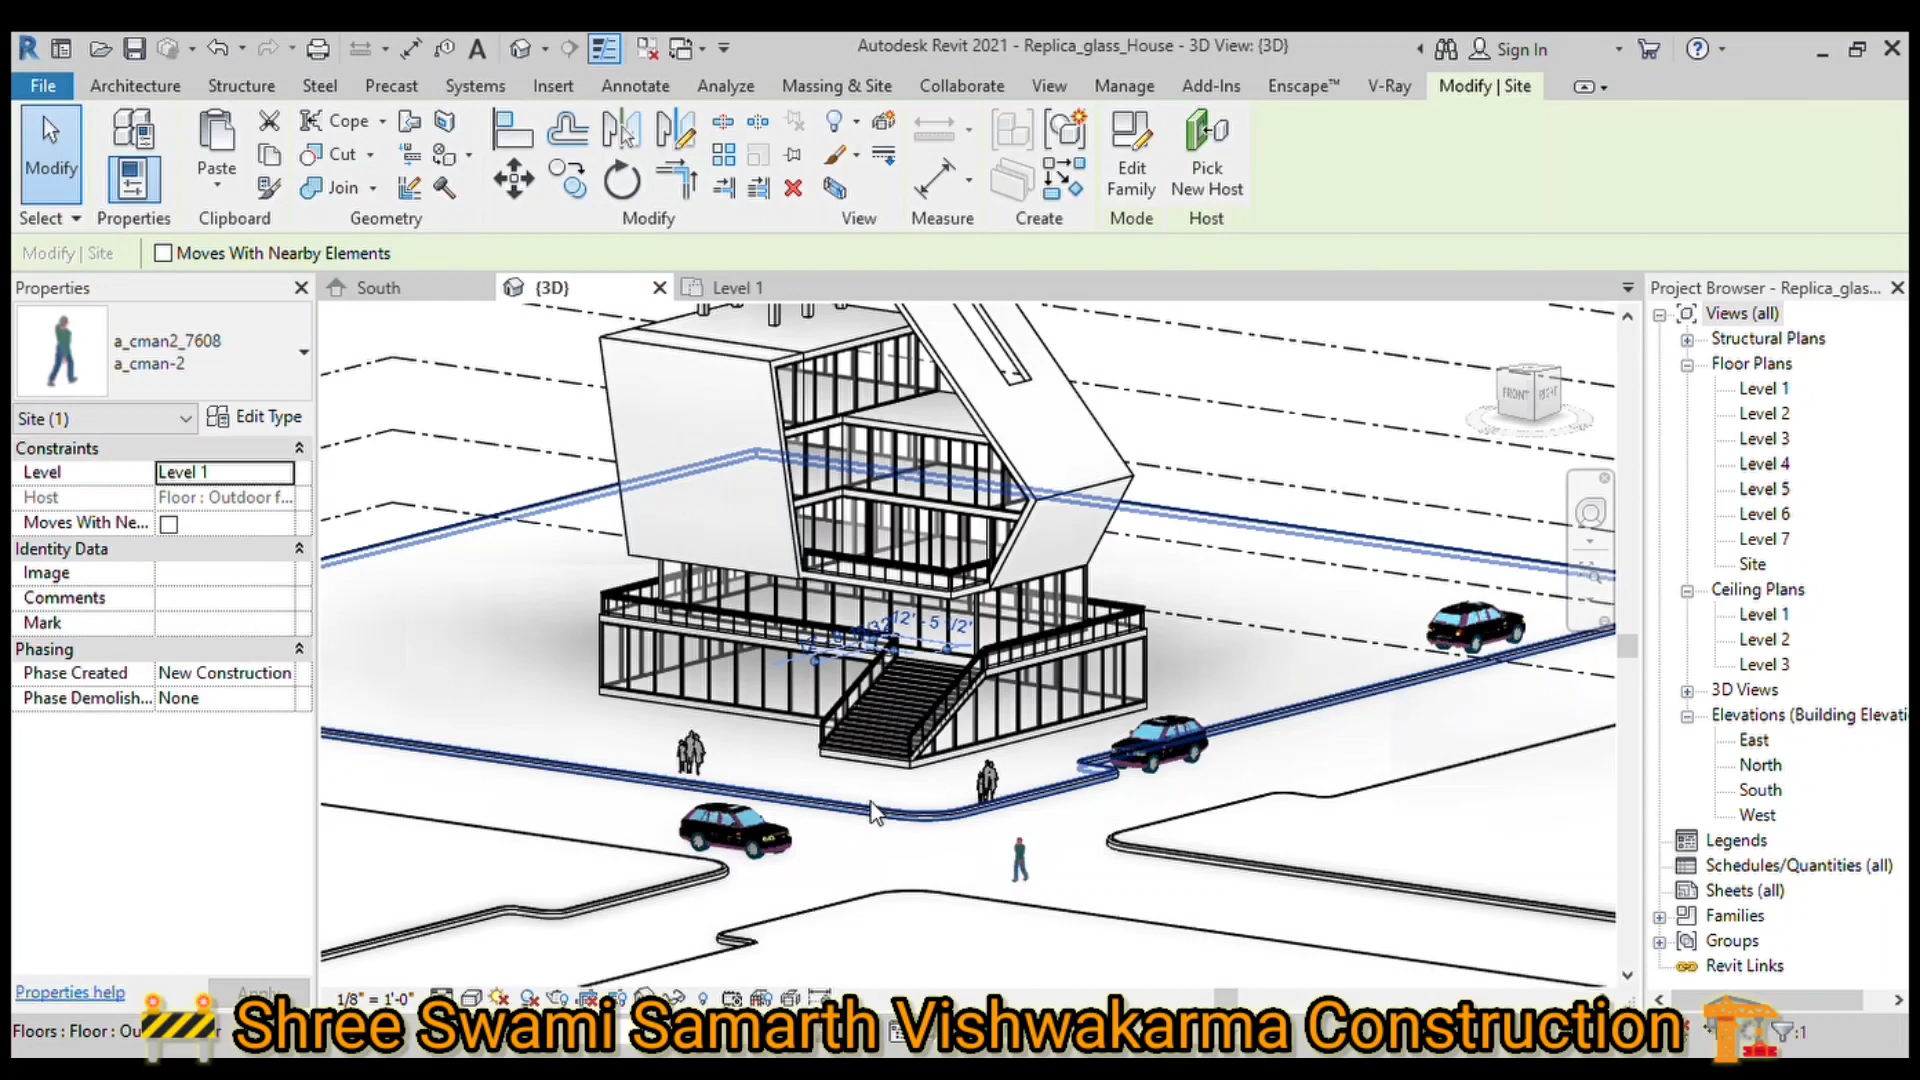 Autodesk Revit 2021 - Replica_glass_House - 3D View: {3D}
Sign In
File Architecture Structure Steel Precast Systems Insert Annotate Analyze Massing & Site Collaborate View Manage Add-Ins Enscape™ V-Ray Modify | Site
Modify
Paste
Cope
Cut
Join
Edit Family
Pick New Host
Select Properties Clipboard Geometry Modify View Measure Create Mode Host
Modify | Site
Moves With Nearby Elements
Properties
South
{3D}
Level 1
Project Browser - Replica_glas...
a_cman2_7608
a_cman-2
Site (1)
Edit Type
Constraints
Level Level 1
Host Floor : Outdoor f...
Moves With Ne...
Identity Data
Image
Comments
Mark
Phasing
Phase Created New Construction
Phase Demolish... None
Properties help
Apply
12' - 5 1/2"
FRONT
RIGHT
Views (all)
Structural Plans
Floor Plans
Level 1
Level 2
Level 3
Level 4
Level 5
Level 6
Level 7
Site
Ceiling Plans
Level 1
Level 2
Level 3
3D Views
Elevations (Building Elevati
East
North
South
West
Legends
Schedules/Quantities (all)
Sheets (all)
Families
Groups
Revit Links
1/8" = 1'-0"
Floors : Floor : Ou
:1
Shree Swami Samarth Vishwakarma Construction